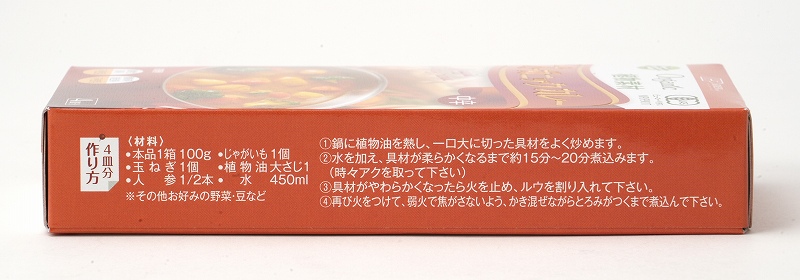 4皿分
作り方
〈材料〉
•本品1箱100g •じゃがいも1個
•玉ねぎ1個 •植物油大さじ1
•人 参1/2本 • 水 450ml
※その他お好みの野菜・豆など
①鍋に植物油を熱し、一口大に切った具材をよく炒めます。
②水を加え、具材が柔らかくなるまで約15分~20分煮込みます。
(時々アクを取って下さい)
③具材がやわらかくなったら火を止め、ルウを割り入れて下さい。
④再び火をつけて、弱火で焦がさないよう、かき混ぜながらとろみがつくまで煮込んで下さい。
甘口